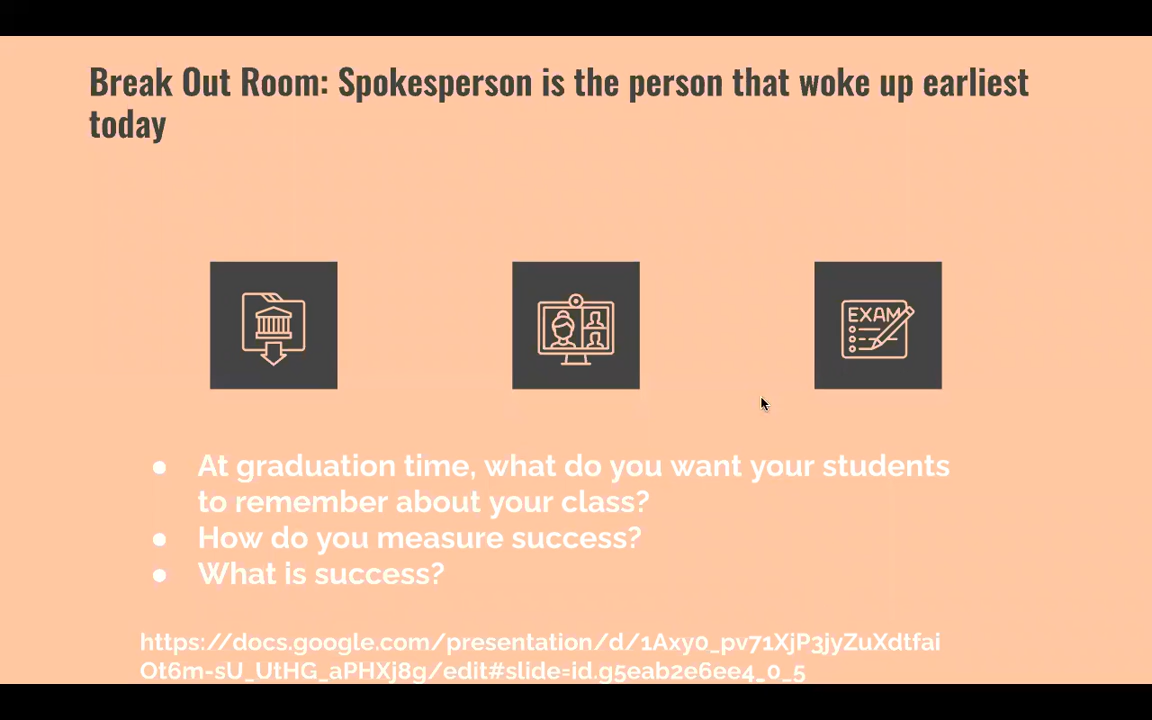 Break Out Room: Spokesperson is the person that woke up earliest
today
EXAM
● At graduation time, what do you want your students
to remember about your class?
● How do you measure success?
● What is success?
https://docs.google.com/presentation/d/1Axy0_pv71XjP3jyZuXdtfai
Ot6m-sU_UtHG_aPHXj8g/edit#slide=id.g5eab2e6ee4_0_5